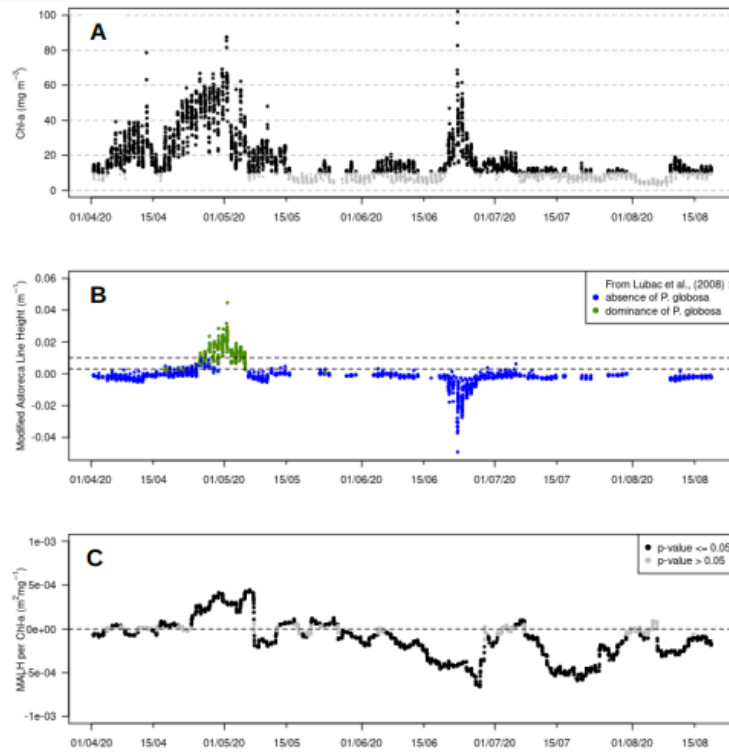 A
Chl-a (mg m−3)
100
80
60
40
20
0
01/04/20 15/04 01/05/20 15/05 01/06/20 15/06 01/07/20 15/07 01/08/20 15/08
B
Modified Astoreca Line Height (m−1)
0.06
0.04
0.02
0.00
-0.02
-0.04
From Lubac et al., (2008) :
absence of P. globosa
dominance of P. globosa
01/04/20 15/04 01/05/20 15/05 01/06/20 15/06 01/07/20 15/07 01/08/20 15/08
C
MALH per Chl-a (m2mg−1)
1e-03
5e-04
0e+00
-5e-04
-1e-03
p-value <= 0.05
p-value > 0.05
01/04/20 15/04 01/05/20 15/05 01/06/20 15/06 01/07/20 15/07 01/08/20 15/08